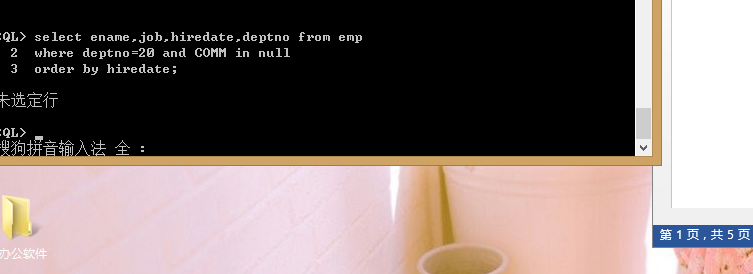 SQL> select ename,job,hiredate,deptno from emp
2 where deptno=20 and COMM in null
3 order by hiredate;
未选定行
SQL>
搜狗拼音输入法 全 :
办公软件
第 1 页 , 共 5 页